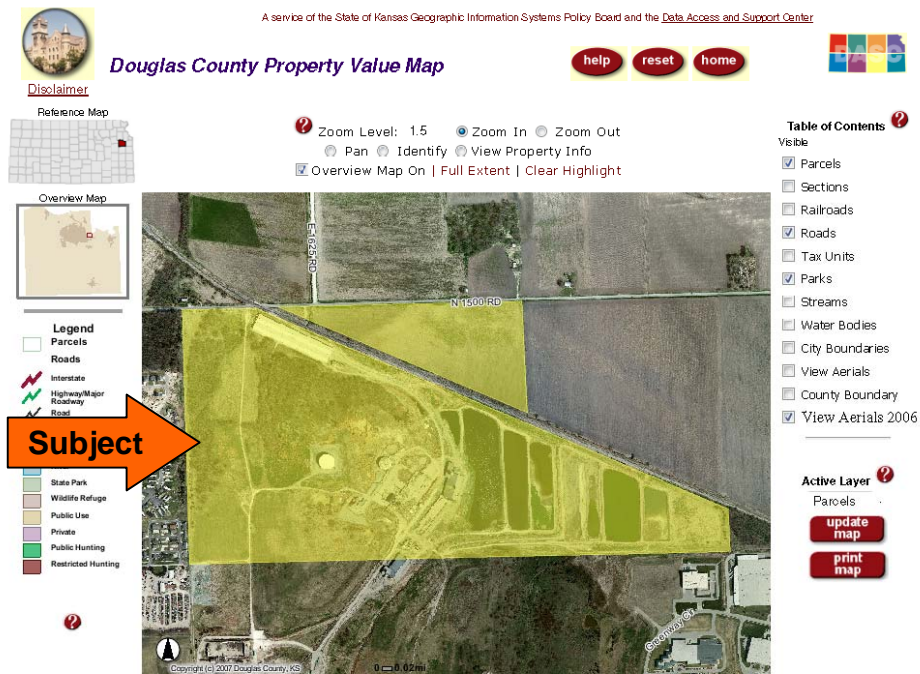 A service of the State of Kansas Geographic Information Systems Policy Board and the Data Access and Support Center
Douglas County Property Value Map
help reset home
DASC
Disclaimer
Reference Map
? Zoom Level: 1.5 Zoom In Zoom Out
Pan Identify View Property Info
Overview Map On | Full Extent | Clear Highlight
Overview Map
Legend
Parcels
Roads
Interstate
Highway/Major
Roadway
Road
Subject
State Park
Wildlife Refuge
Public Use
Private
Public Hunting
Restricted Hunting
?
E 1625 RD
N 1500 RD
Greenway Cir
Copyright (c) 2007 Douglas County, KS
0 0.02mi
Table of Contents ?
Visible
Parcels
Sections
Railroads
Roads
Tax Units
Parks
Streams
Water Bodies
City Boundaries
View Aerials
County Boundary
View Aerials 2006
Active Layer ?
Parcels
update
map
print
map